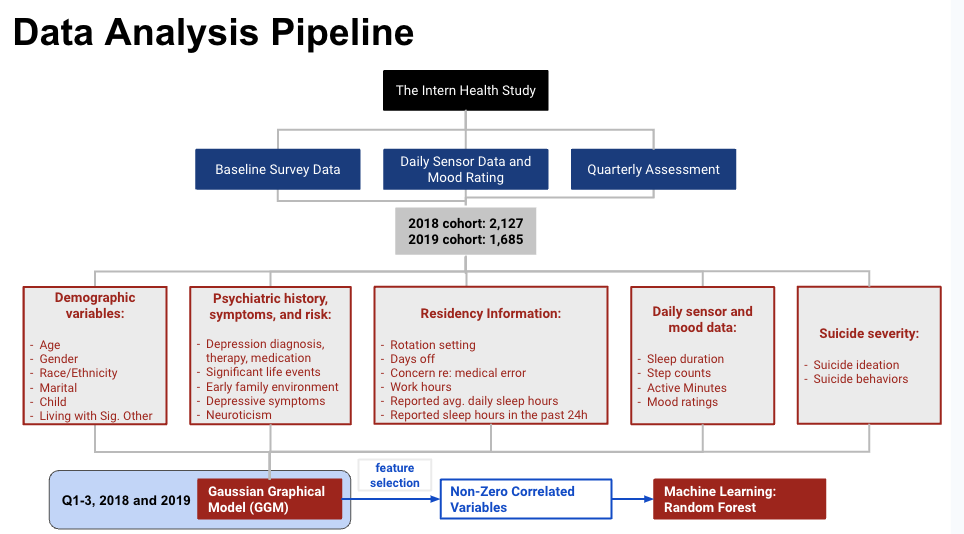 Data Analysis Pipeline
The Intern Health Study
Baseline Survey Data
Daily Sensor Data and
Mood Rating
Quarterly Assessment
2018 cohort: 2,127
2019 cohort: 1,685
Demographic
variables:
- Age
- Gender
- Race/Ethnicity
- Marital
- Child
- Living with Sig. Other
Psychiatric history,
symptoms, and risk:
- Depression diagnosis,
therapy, medication
- Significant life events
- Early family environment
- Depressive symptoms
- Neuroticism
Residency Information:
- Rotation setting
- Days off
- Concern re: medical error
- Work hours
- Reported avg. daily sleep hours
- Reported sleep hours in the past 24h
Daily sensor and
mood data:
- Sleep duration
- Step counts
- Active Minutes
- Mood ratings
Suicide severity:
- Suicide ideation
- Suicide behaviors
Q1-3, 2018 and 2019
Gaussian Graphical
Model (GGM)
feature
selection
Non-Zero Correlated
Variables
Machine Learning:
Random Forest